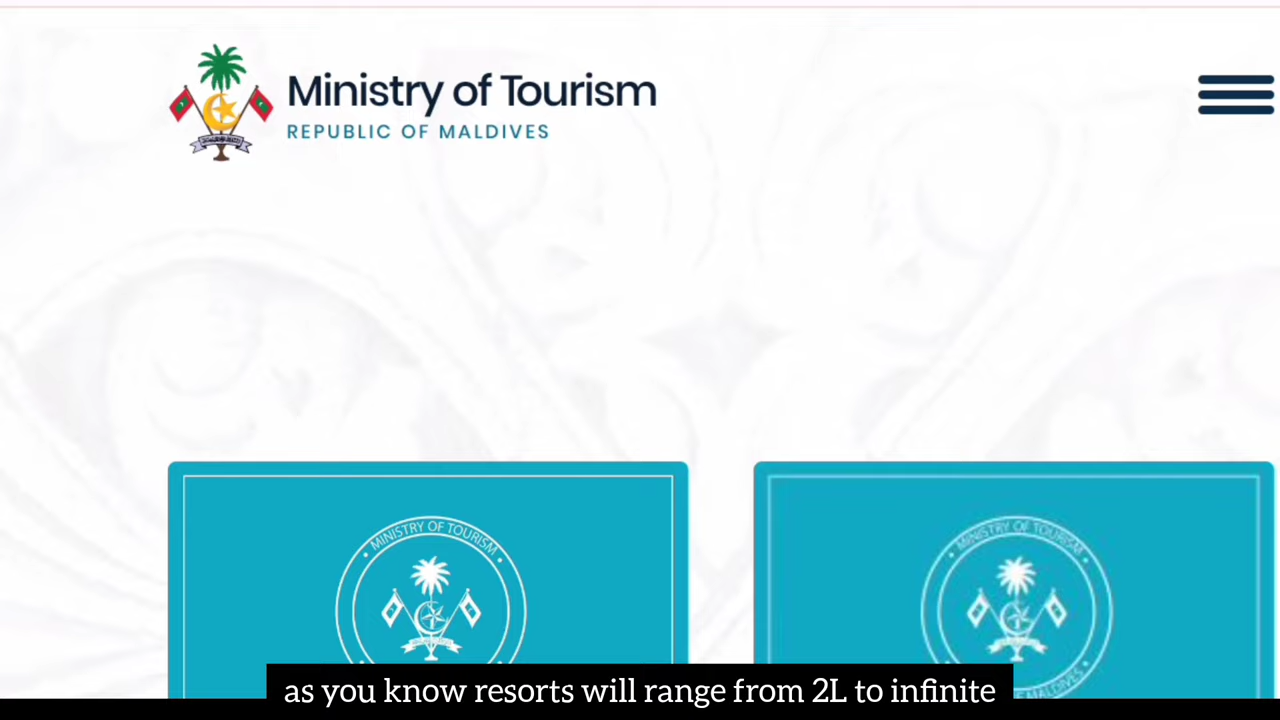 Ministry of Tourism
REPUBLIC OF MALDIVES
MINISTRY OF TOURISM
MINISTRY OF TOURISM
MALDIVES
as you know resorts will range from 2L to infinite